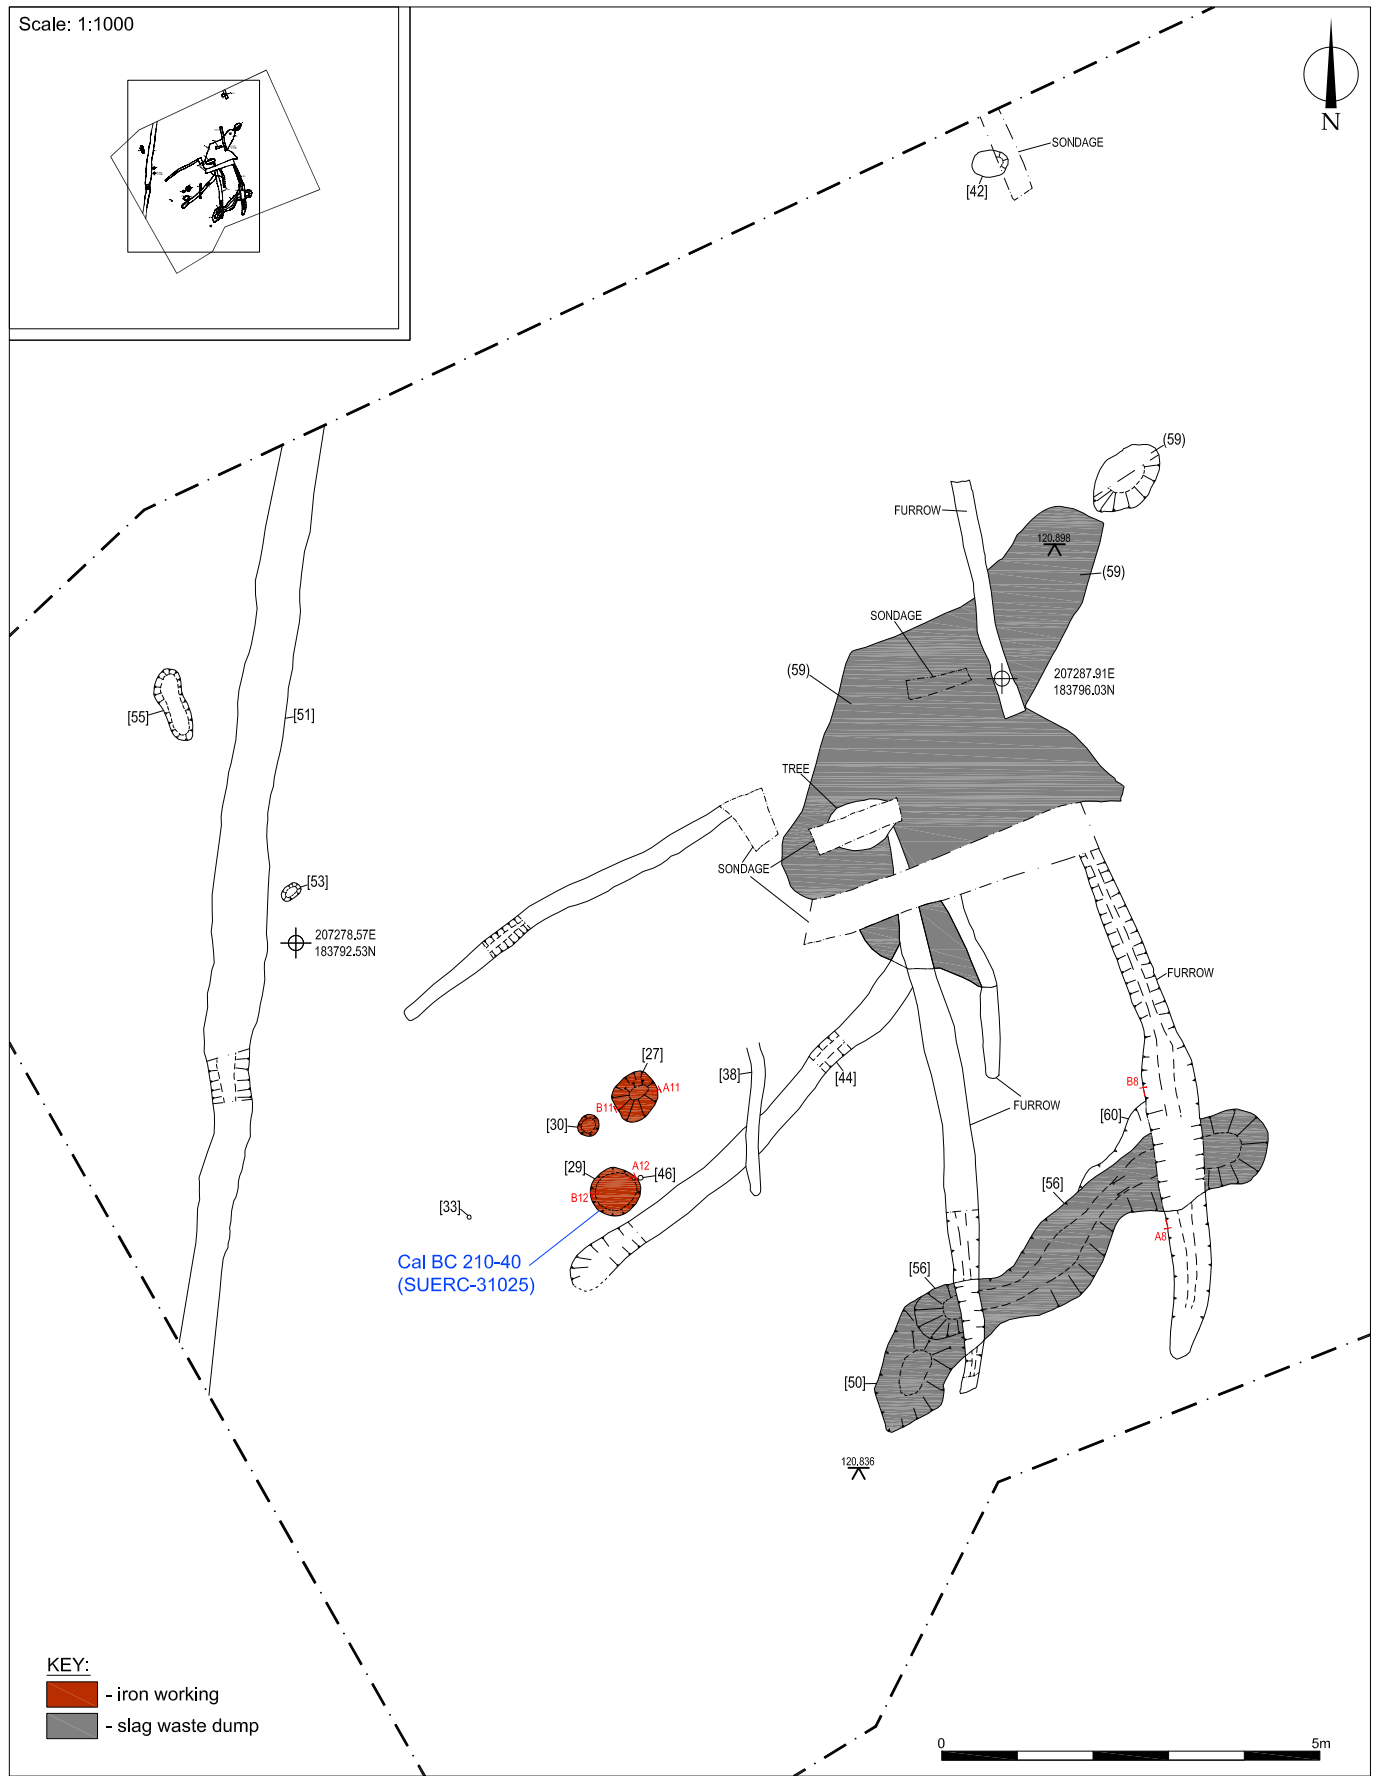 Scale: 1:1000
N
SONDAGE
[42]
(59)
FURROW
120.898
(59)
SONDAGE
(59)
207287.91E
183796.03N
[55]
[51]
TREE
[53]
SONDAGE
207278.57E
183792.53N
FURROW
[27]
[38]
[44]
A11
B8
B11
[30]
FURROW
[60]
[29]
A12
[46]
B12
[56]
[33]
A8
Cal BC 210-40
(SUERC-31025)
[56]
[50]
120.836
KEY:
- iron working
- slag waste dump
0
5m